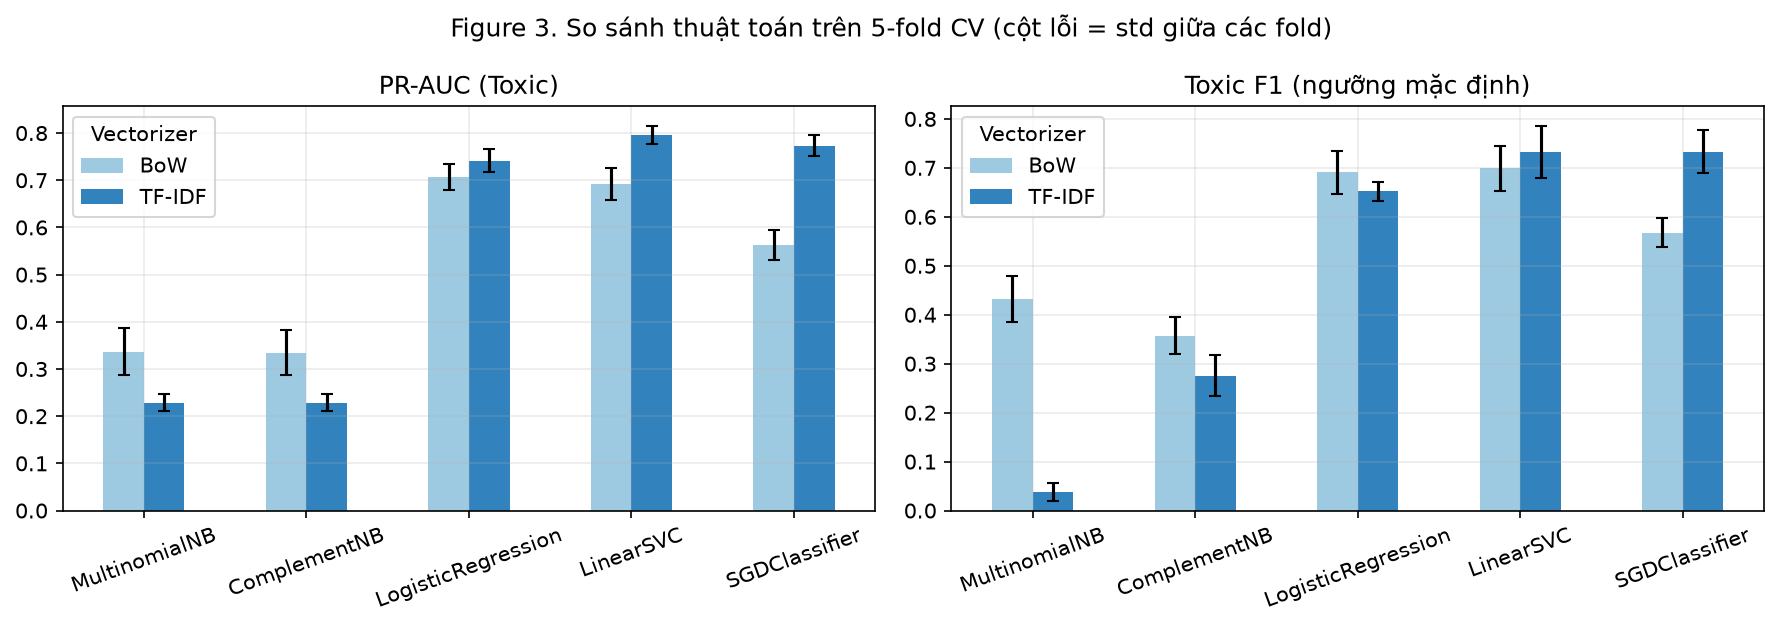 Figure 3. So sánh thuật toán trên 5-fold CV (cột lỗi = std giữa các fold)
PR-AUC (Toxic)
Vectorizer
BoW
TF-IDF
0.8
0.7
0.6
0.5
0.4
0.3
0.2
0.1
0.0
MultinomialNB
ComplementNB
LogisticRegression
LinearSVC
SGDClassifier
Toxic F1 (ngưỡng mặc định)
Vectorizer
BoW
TF-IDF
0.8
0.7
0.6
0.5
0.4
0.3
0.2
0.1
0.0
MultinomialNB
ComplementNB
LogisticRegression
LinearSVC
SGDClassifier